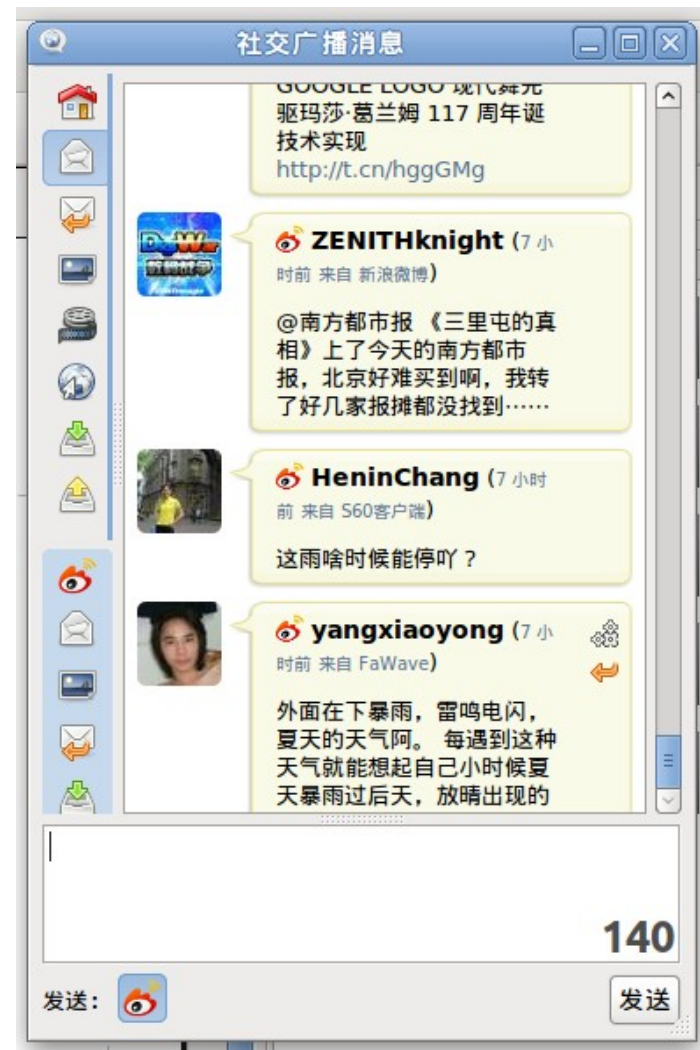 社交广播消息
GOOGLE LOGO 现代舞先
驱玛莎·葛兰姆 117 周年诞
技术实现
http://t.cn/hggGMg
ZENITHknight (7 小
时前 来自 新浪微博)
@南方都市报 《三里屯的真
相》上了今天的南方都市
报，北京好难买到啊，我转
了好几家报摊都没找到……
HeninChang (7 小时
前 来自 S60客户端)
这雨啥时候能停吖？
yangxiaoyong (7 小
时前 来自 FaWave)
外面在下暴雨，雷鸣电闪，
夏天的天气阿。 每遇到这种
天气就能想起自己小时候夏
天暴雨过后天，放晴出现的
140
发送：
发送